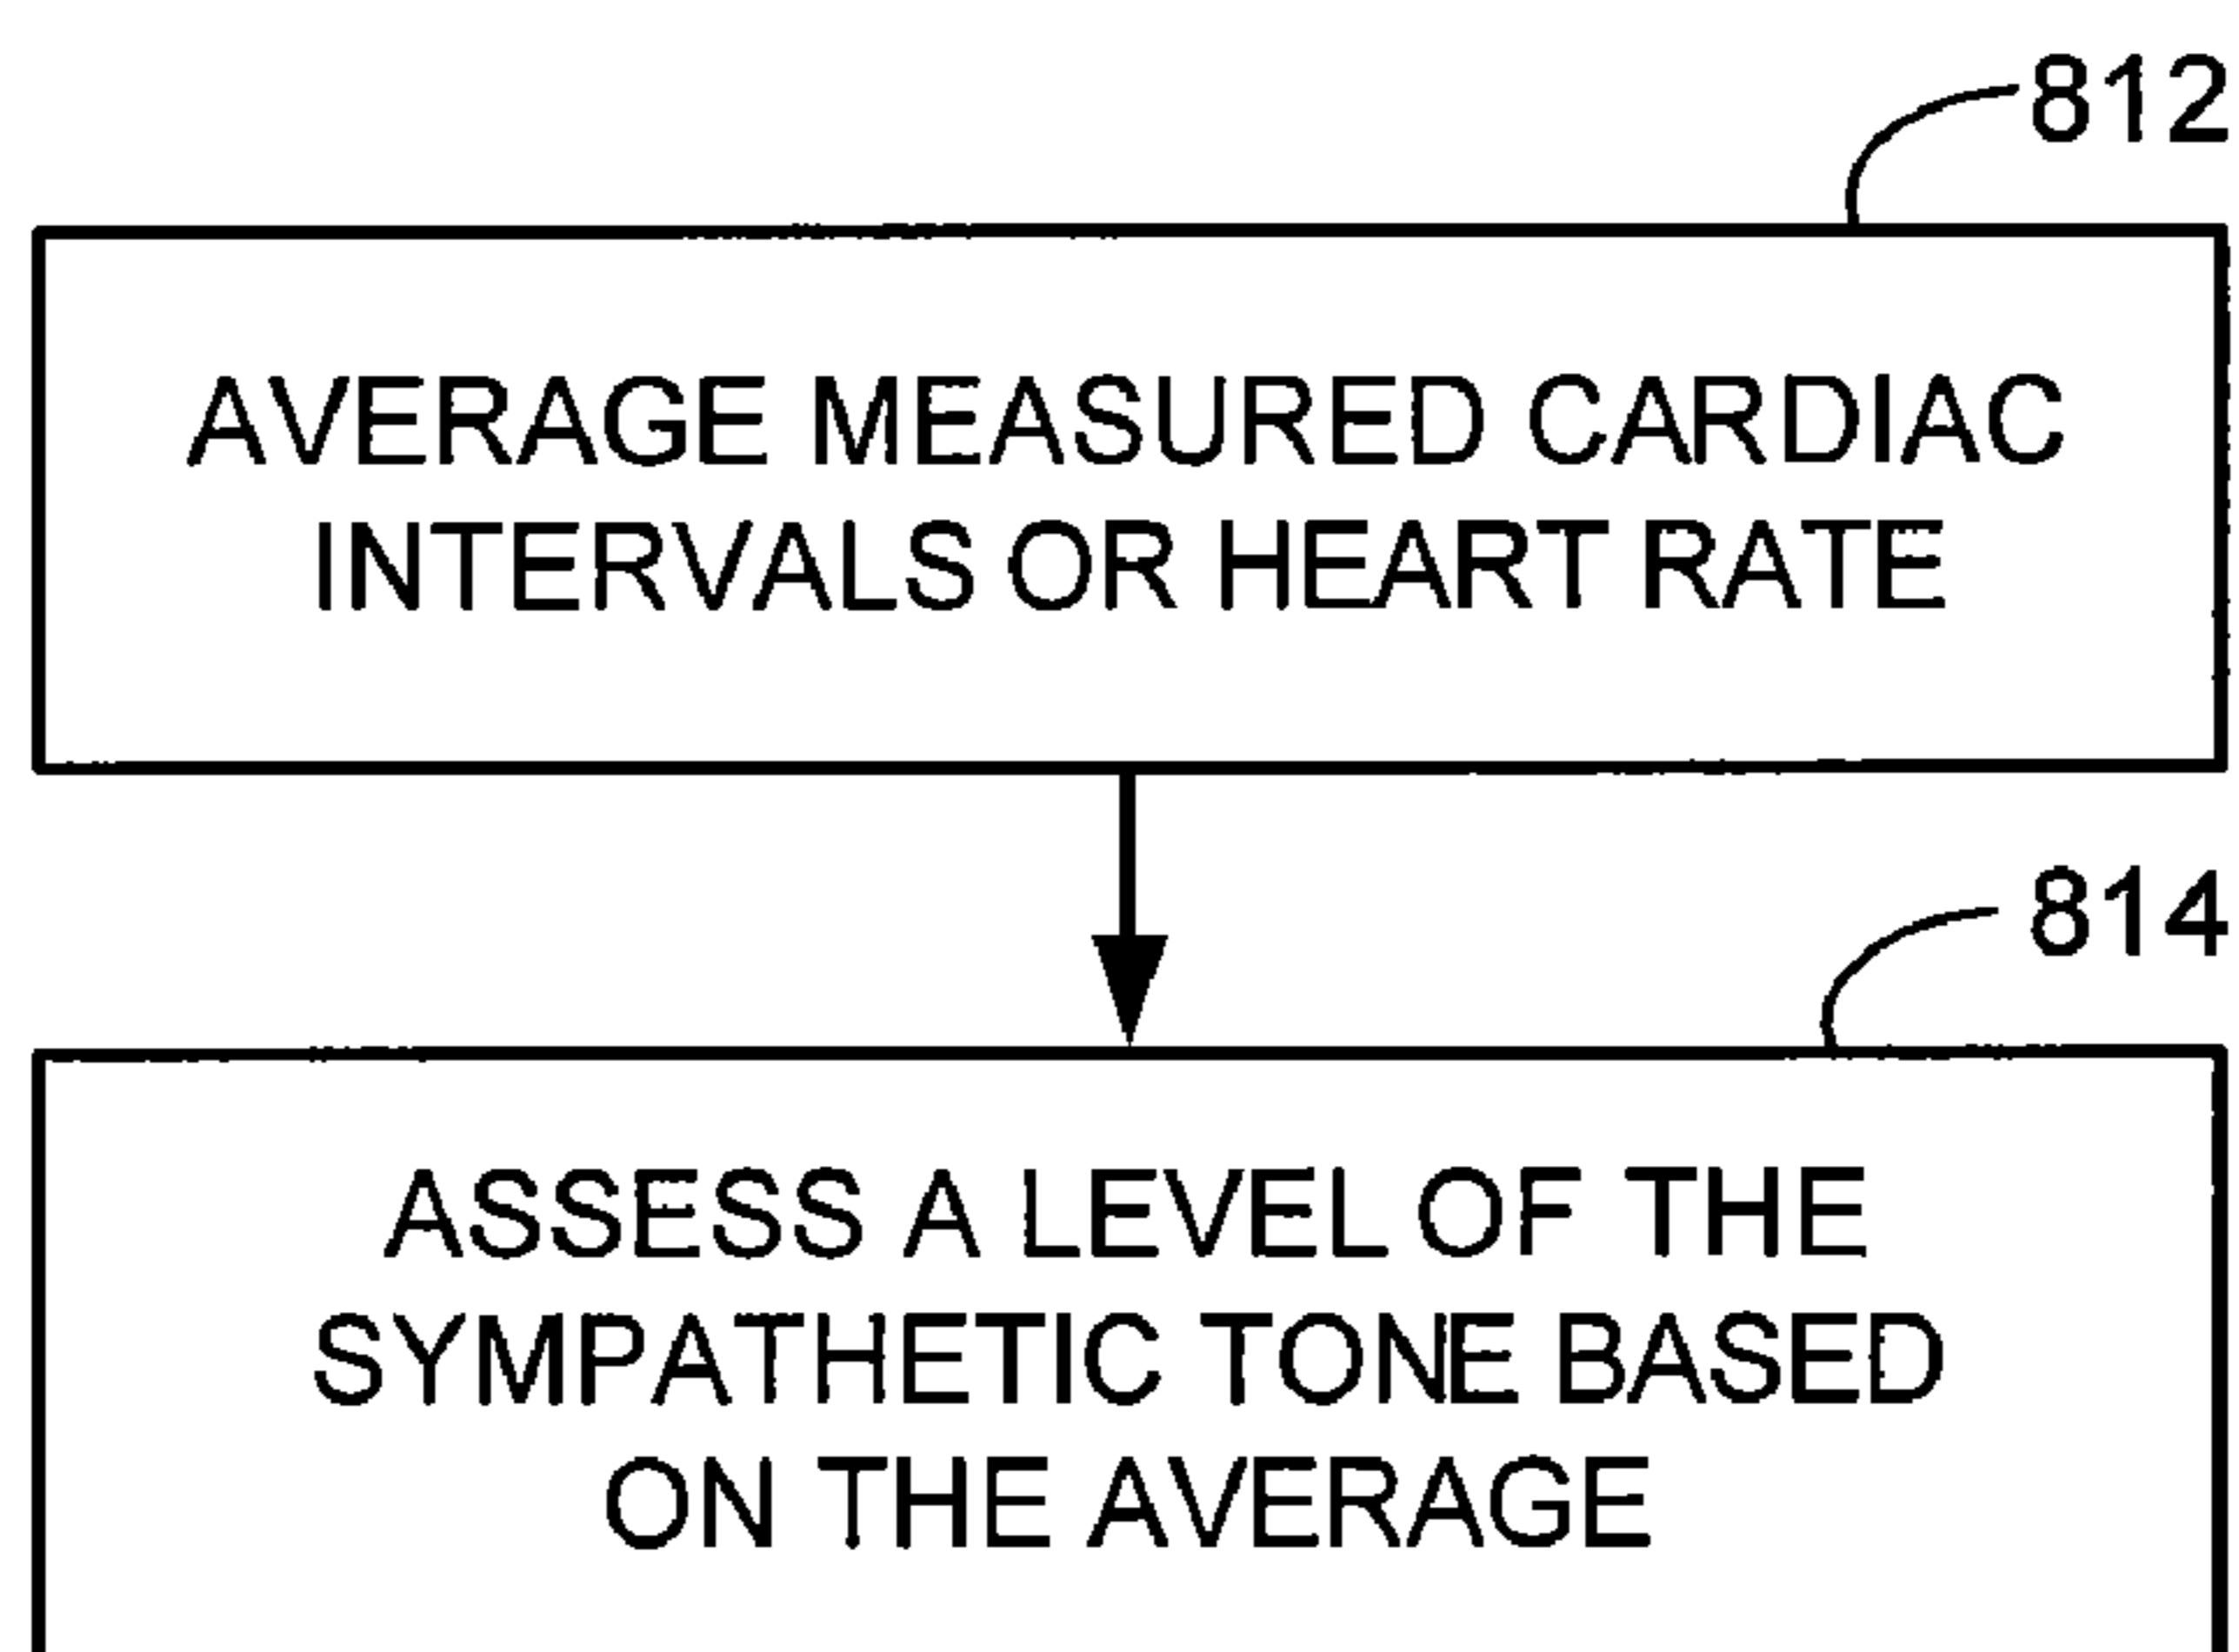 812
AVERAGE MEASURED CARDIAC
INTERVALS OR HEART RATE
814
ASSESS A LEVEL OF THE
SYMPATHETIC TONE BASED
ON THE AVERAGE